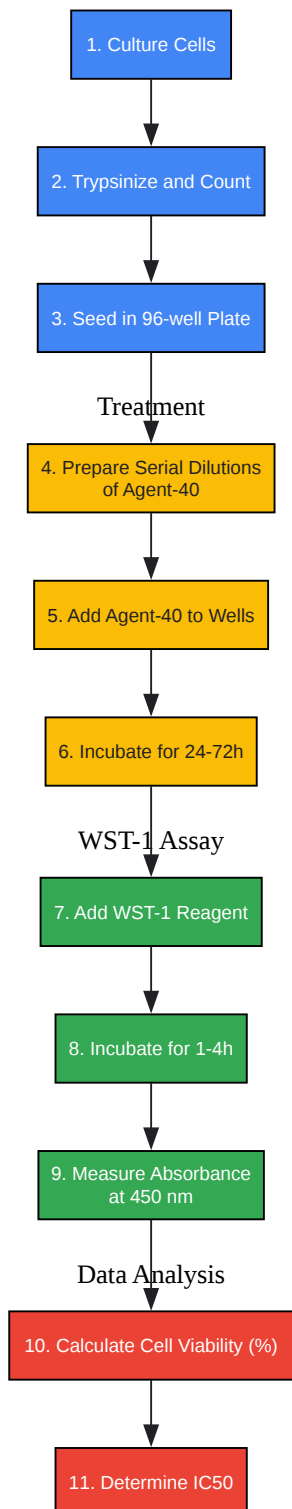 1. Culture Cells
2. Trypsinize and Count
3. Seed in 96-well Plate
Treatment
4. Prepare Serial Dilutions
of Agent-40
5. Add Agent-40 to Wells
6. Incubate for 24-72h
WST-1 Assay
7. Add WST-1 Reagent
8. Incubate for 1-4h
9. Measure Absorbance
at 450 nm
Data Analysis
10. Calculate Cell Viability (%)
11. Determine IC50